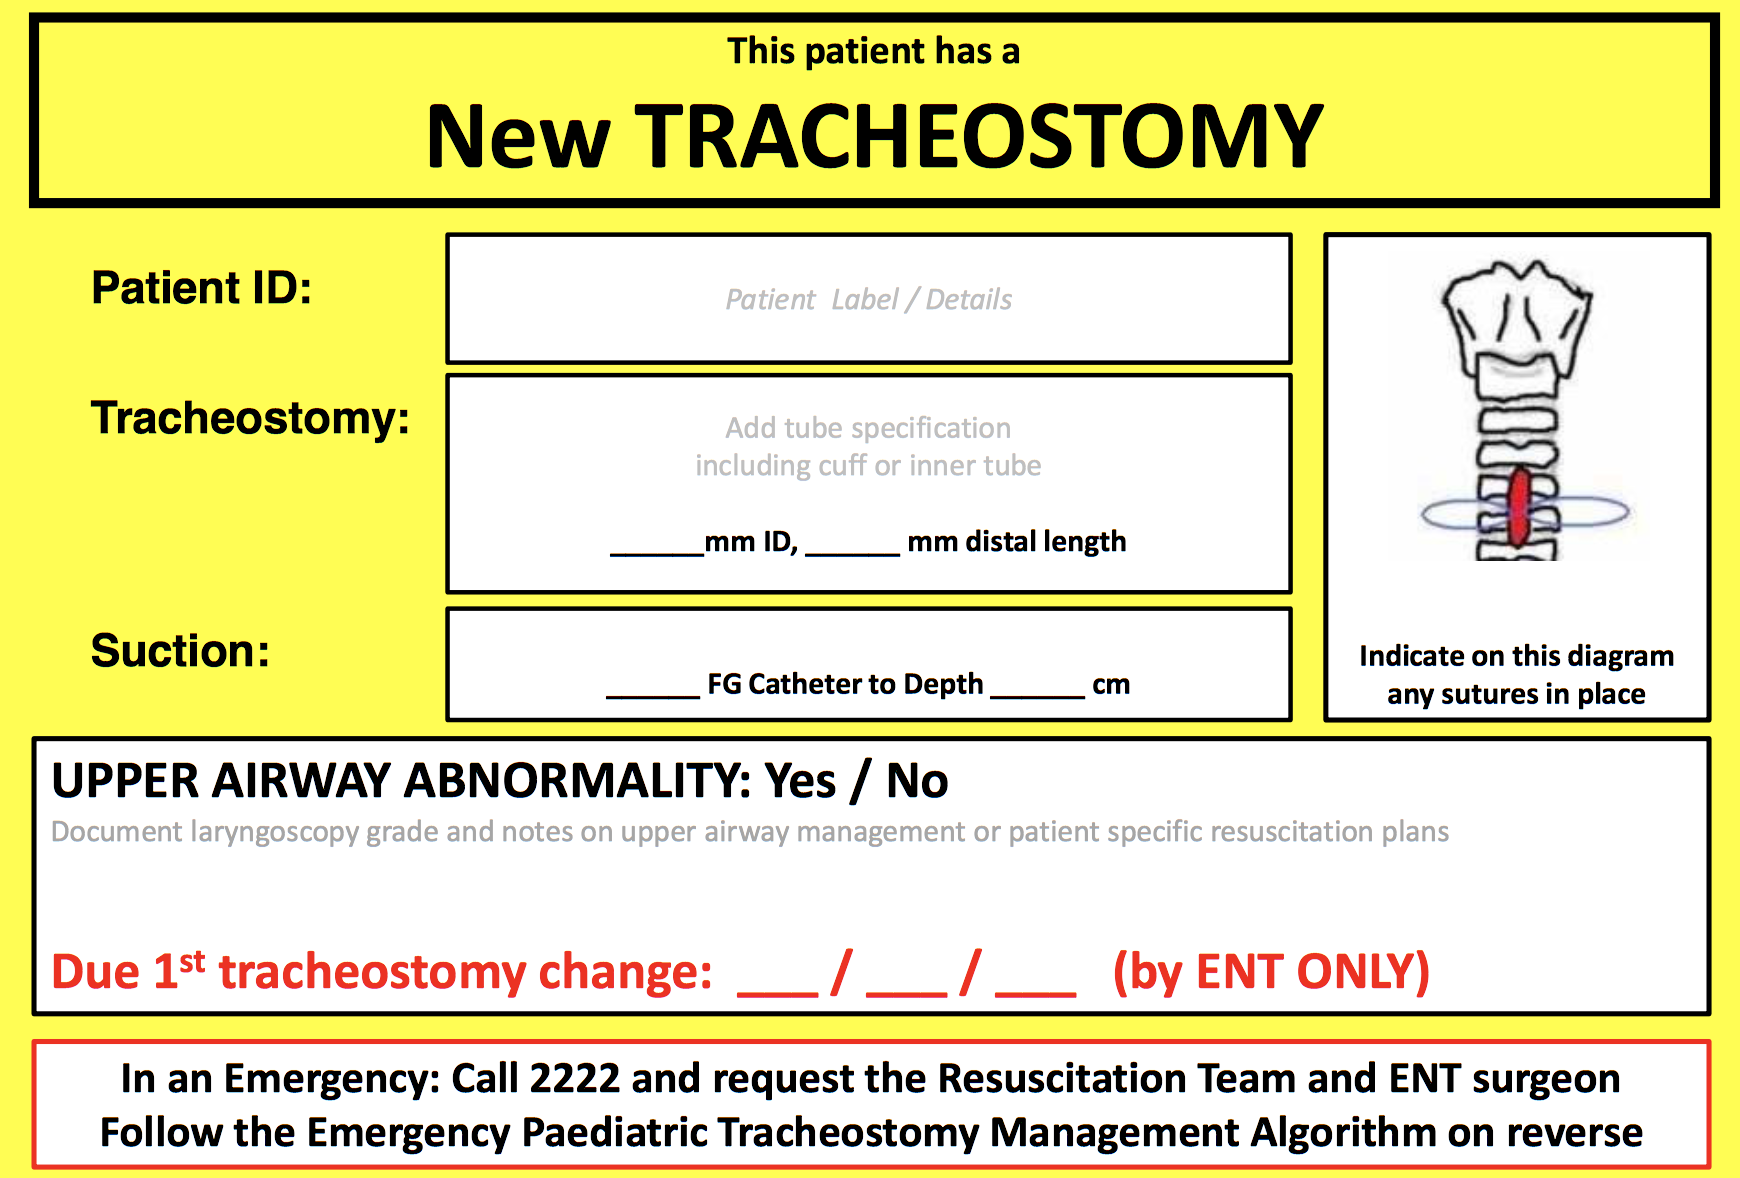 This patient has a
New TRACHEOSTOMY
Patient ID:
Patient Label / Details
Tracheostomy:
Add tube specification
including cuff or inner tube
______mm ID, ______ mm distal length
Suction:
______ FG Catheter to Depth ______ cm
Indicate on this diagram
any sutures in place
UPPER AIRWAY ABNORMALITY: Yes / No
Document laryngoscopy grade and notes on upper airway management or patient specific resuscitation plans
Due 1st tracheostomy change: ___ / ___ / ___ (by ENT ONLY)
In an Emergency: Call 2222 and request the Resuscitation Team and ENT surgeon
Follow the Emergency Paediatric Tracheostomy Management Algorithm on reverse